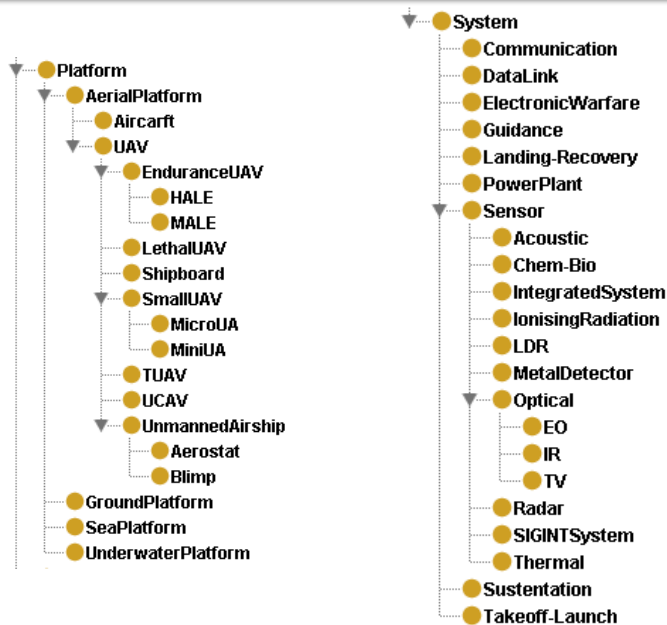 Platform
AerialPlatform
Aircarft
UAV
EnduranceUAV
HALE
MALE
LethalUAV
Shipboard
SmallUAV
MicroUA
MiniUA
TUAV
UCAV
UnmannedAirship
Aerostat
Blimp
GroundPlatform
SeaPlatform
UnderwaterPlatform
System
Communication
DataLink
ElectronicWarfare
Guidance
Landing-Recovery
PowerPlant
Sensor
Acoustic
Chem-Bio
IntegratedSystem
IonisingRadiation
LDR
MetalDetector
Optical
EO
IR
TV
Radar
SIGINTSystem
Thermal
Sustentation
Takeoff-Launch